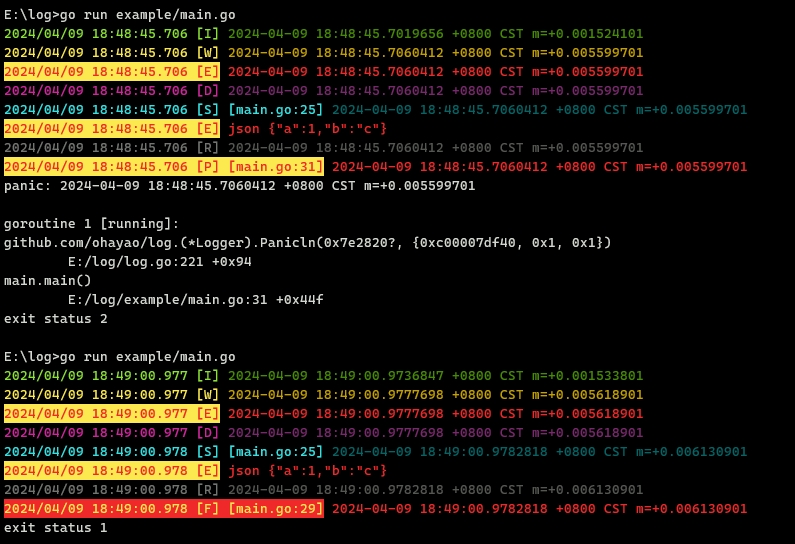 E:\log>go run example/main.go
2024/04/09 18:48:45.706 [I] 2024-04-09 18:48:45.7019656 +0800 CST m=+0.001524101
2024/04/09 18:48:45.706 [W] 2024-04-09 18:48:45.7060412 +0800 CST m=+0.005599701
2024/04/09 18:48:45.706 [E] 2024-04-09 18:48:45.7060412 +0800 CST m=+0.005599701
2024/04/09 18:48:45.706 [D] 2024-04-09 18:48:45.7060412 +0800 CST m=+0.005599701
2024/04/09 18:48:45.706 [S] [main.go:25] 2024-04-09 18:48:45.7060412 +0800 CST m=+0.005599701
2024/04/09 18:48:45.706 [E] json {"a":1,"b":"c"}
2024/04/09 18:48:45.706 [R] 2024-04-09 18:48:45.7060412 +0800 CST m=+0.005599701
2024/04/09 18:48:45.706 [P] [main.go:31] 2024-04-09 18:48:45.7060412 +0800 CST m=+0.005599701
panic: 2024-04-09 18:48:45.7060412 +0800 CST m=+0.005599701
goroutine 1 [running]:
github.com/ohayao/log.(*Logger).Panicln(0x7e2820?, {0xc00007df40, 0x1, 0x1})
E:/log/log.go:221 +0x94
main.main()
E:/log/example/main.go:31 +0x44f
exit status 2
E:\log>go run example/main.go
2024/04/09 18:49:00.977 [I] 2024-04-09 18:49:00.9736847 +0800 CST m=+0.001533801
2024/04/09 18:49:00.977 [W] 2024-04-09 18:49:00.9777698 +0800 CST m=+0.005618901
2024/04/09 18:49:00.977 [E] 2024-04-09 18:49:00.9777698 +0800 CST m=+0.005618901
2024/04/09 18:49:00.977 [D] 2024-04-09 18:49:00.9777698 +0800 CST m=+0.005618901
2024/04/09 18:49:00.978 [S] [main.go:25] 2024-04-09 18:49:00.9782818 +0800 CST m=+0.006130901
2024/04/09 18:49:00.978 [E] json {"a":1,"b":"c"}
2024/04/09 18:49:00.978 [R] 2024-04-09 18:49:00.9782818 +0800 CST m=+0.006130901
2024/04/09 18:49:00.978 [F] [main.go:29] 2024-04-09 18:49:00.9782818 +0800 CST m=+0.006130901
exit status 1